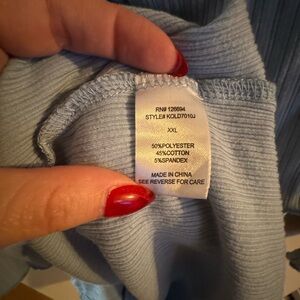 RN# 126694
STYLE# KOLD7010J
XXL
50%POLYESTER
45%COTTON
5%SPANDEX
MADE IN CHINA
SEE REVERSE FOR CARE